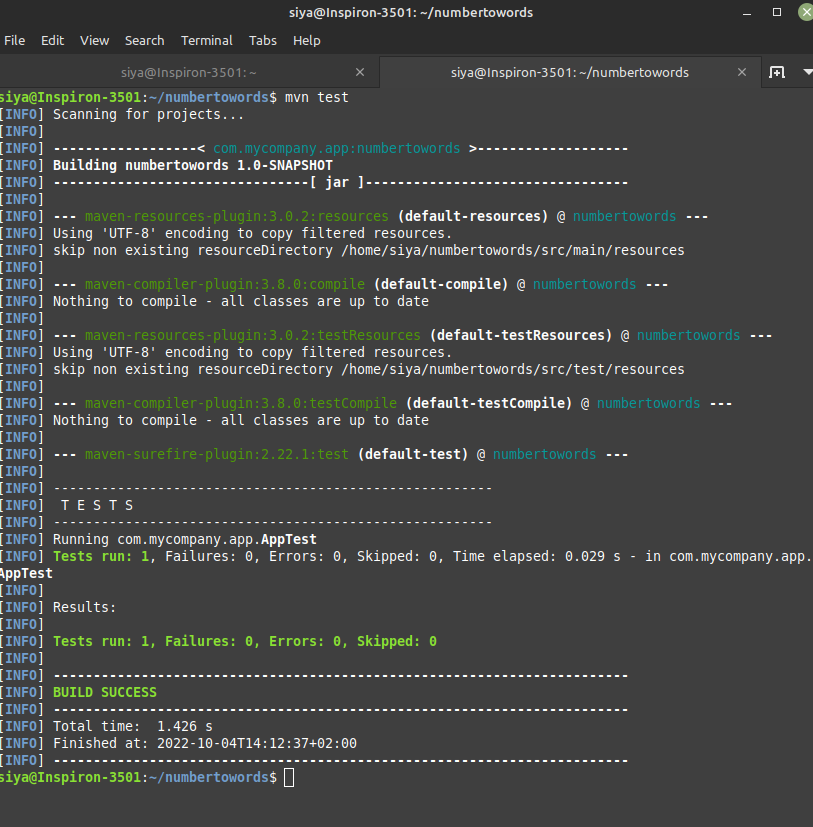 siya@Inspiron-3501: ~/numbertowords
File Edit View Search Terminal Tabs Help
siya@Inspiron-3501: ~ siya@Inspiron-3501: ~/numbertowords
siya@Inspiron-3501:~/numbertowords$ mvn test
[INFO] Scanning for projects...
[INFO]
[INFO] ------------------< com.mycompany.app:numbertowords >-------------------
[INFO] Building numbertowords 1.0-SNAPSHOT
[INFO] --------------------------------[ jar ]---------------------------------
[INFO]
[INFO] --- maven-resources-plugin:3.0.2:resources (default-resources) @ numbertowords ---
[INFO] Using 'UTF-8' encoding to copy filtered resources.
[INFO] skip non existing resourceDirectory /home/siya/numbertowords/src/main/resources
[INFO]
[INFO] --- maven-compiler-plugin:3.8.0:compile (default-compile) @ numbertowords ---
[INFO] Nothing to compile - all classes are up to date
[INFO]
[INFO] --- maven-resources-plugin:3.0.2:testResources (default-testResources) @ numbertowords ---
[INFO] Using 'UTF-8' encoding to copy filtered resources.
[INFO] skip non existing resourceDirectory /home/siya/numbertowords/src/test/resources
[INFO]
[INFO] --- maven-compiler-plugin:3.8.0:testCompile (default-testCompile) @ numbertowords ---
[INFO] Nothing to compile - all classes are up to date
[INFO]
[INFO] --- maven-surefire-plugin:2.22.1:test (default-test) @ numbertowords ---
[INFO]
[INFO] -------------------------------------------------------
[INFO]  T E S T S
[INFO] -------------------------------------------------------
[INFO] Running com.mycompany.app.AppTest
[INFO] Tests run: 1, Failures: 0, Errors: 0, Skipped: 0, Time elapsed: 0.029 s - in com.mycompany.app.
AppTest
[INFO]
[INFO] Results:
[INFO]
[INFO] Tests run: 1, Failures: 0, Errors: 0, Skipped: 0
[INFO]
[INFO] ------------------------------------------------------------------------
[INFO] BUILD SUCCESS
[INFO] ------------------------------------------------------------------------
[INFO] Total time:  1.426 s
[INFO] Finished at: 2022-10-04T14:12:37+02:00
[INFO] ------------------------------------------------------------------------
siya@Inspiron-3501:~/numbertowords$